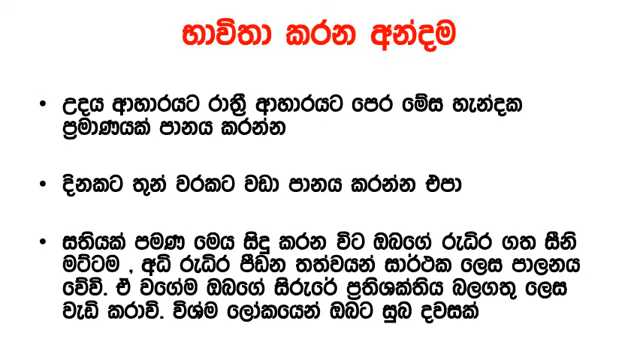 භාවිතා කරන අන්දම
• උදය ආහාරයට රාත්‍රී ආහාරයට පෙර මේස හැන්දක
ප්‍රමාණයක් පානය කරන්න
• දිනකට තුන් වරකට වඩා පානය කරන්න එපා
• සතියක් පමණ මෙය සිදු කරන විට ඔබගේ රුධිර ගත සීනි
මට්ටම , අධි රුධිර පීඩන තත්වයන් සාර්ථක ලෙස පාලනය
වේවි. ඒ වගේම ඔබගේ සිරුරේ ප්‍රතිශක්තිය බලගතු ලෙස
වැඩි කරාවි. විශ්ම ලෝකයෙන් ඔබට සුබ දවසක්